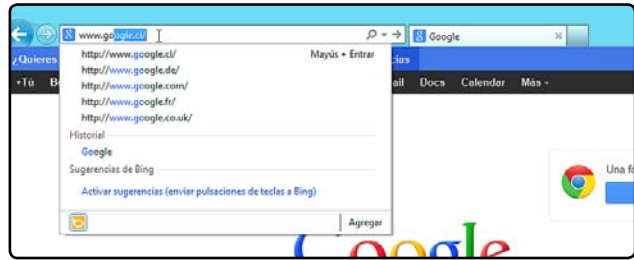 www.google.cl/
Google
http://www.google.cl/ Mayús + Entrar
http://www.google.de/
http://www.google.com/
http://www.google.fr/
http://www.google.co.uk/
Historial
Google
Sugerencias de Bing
Activar sugerencias (enviar pulsaciones de teclas a Bing)
Agregar
¿Quieres
+Tú Docs Calendar Más
Una
Google